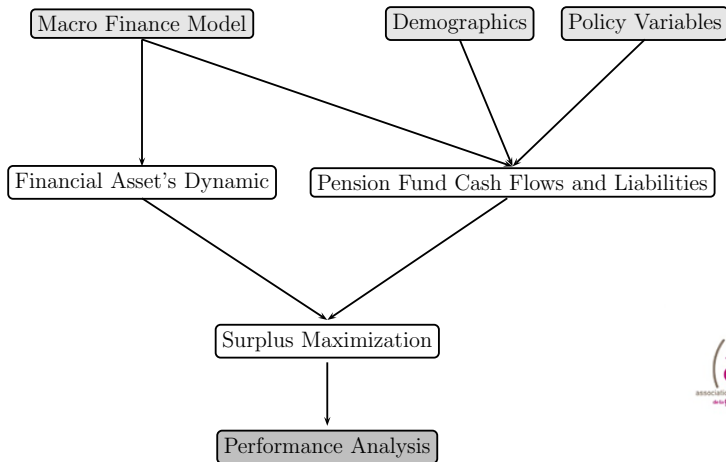 Macro Finance Model
Demographics
Policy Variables
Financial Asset's Dynamic
Pension Fund Cash Flows and Liabilities
Surplus Maximization
Performance Analysis